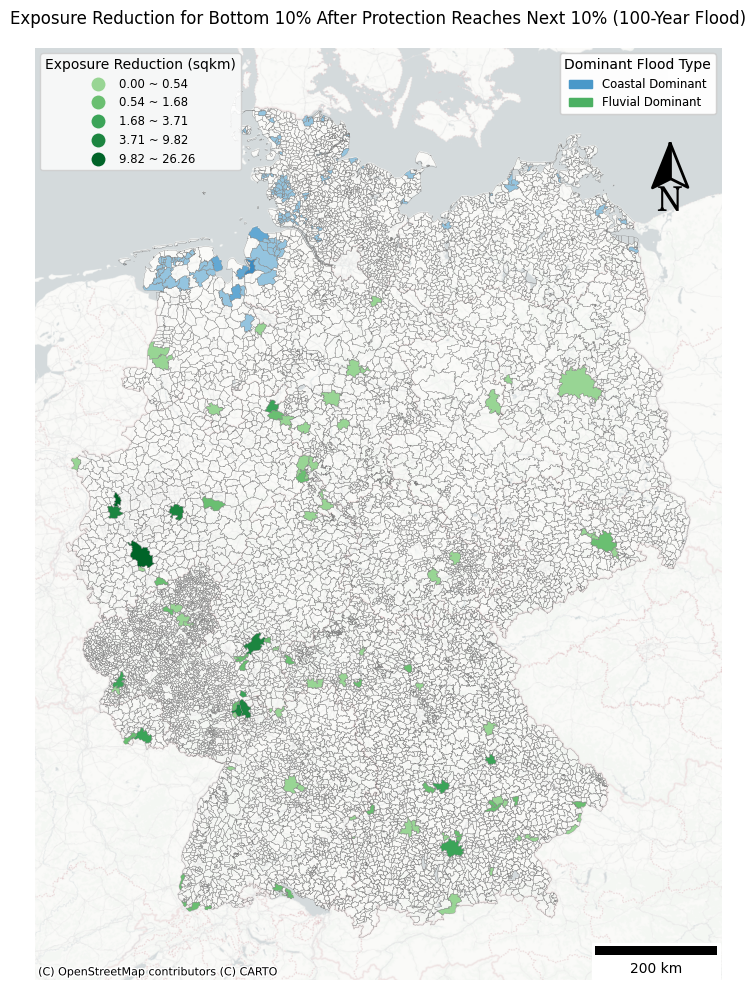 Exposure Reduction for Bottom 10% After Protection Reaches Next 10% (100-Year Flood)
Exposure Reduction (sqkm)
0.00 ~ 0.54
0.54 ~ 1.68
1.68 ~ 3.71
3.71 ~ 9.82
9.82 ~ 26.26
Dominant Flood Type
Coastal Dominant
Fluvial Dominant
N
200 km
(C) OpenStreetMap contributors (C) CARTO